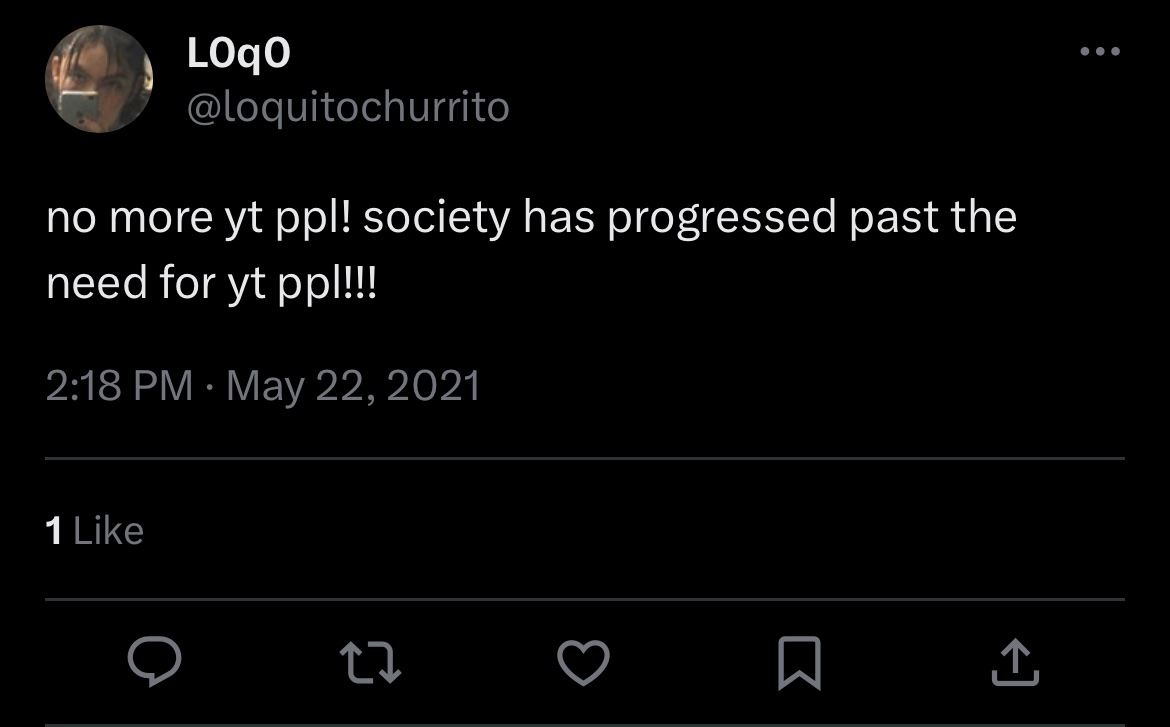 L0q0
@loquitochurrito
no more yt ppl! society has progressed past the
need for yt ppl!!!
2:18 PM · May 22, 2021
1 Like